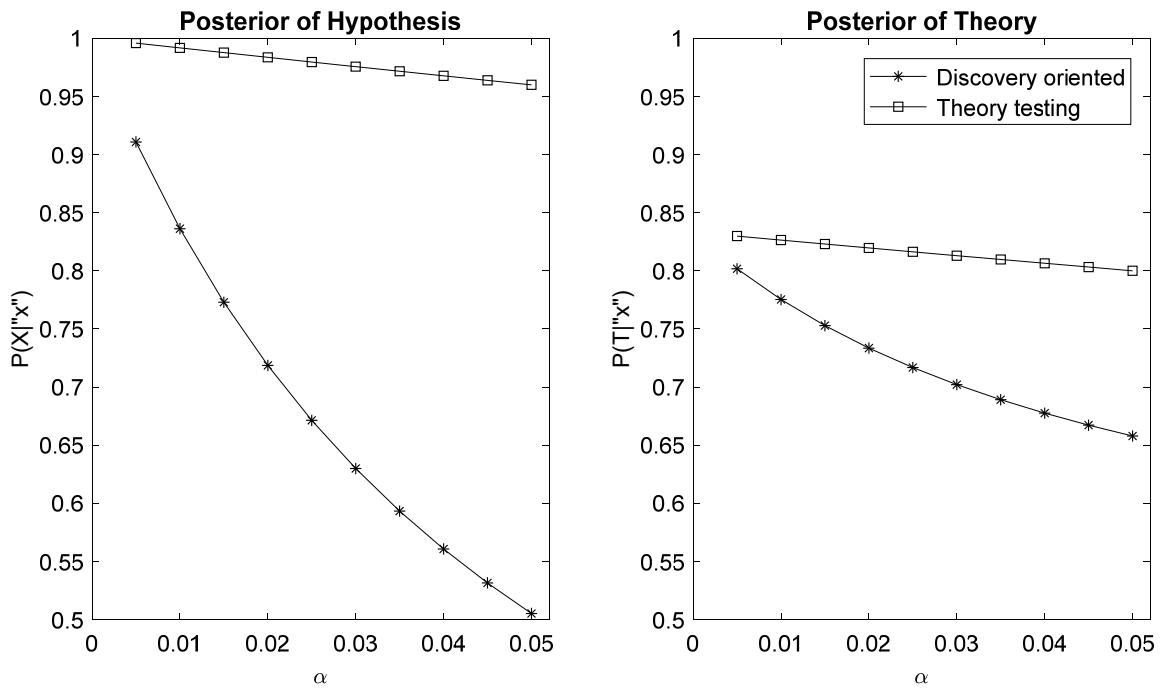 Posterior of Hypothesis
1
0.95
0.9
0.85
0.8
0.75
0.7
0.65
0.6
0.55
0.5
P(X|"x")
0 0.01 0.02 0.03 0.04 0.05
α
Posterior of Theory
Discovery oriented
Theory testing
1
0.95
0.9
0.85
0.8
0.75
0.7
0.65
0.6
0.55
0.5
P(T|"x")
0 0.01 0.02 0.03 0.04 0.05
α